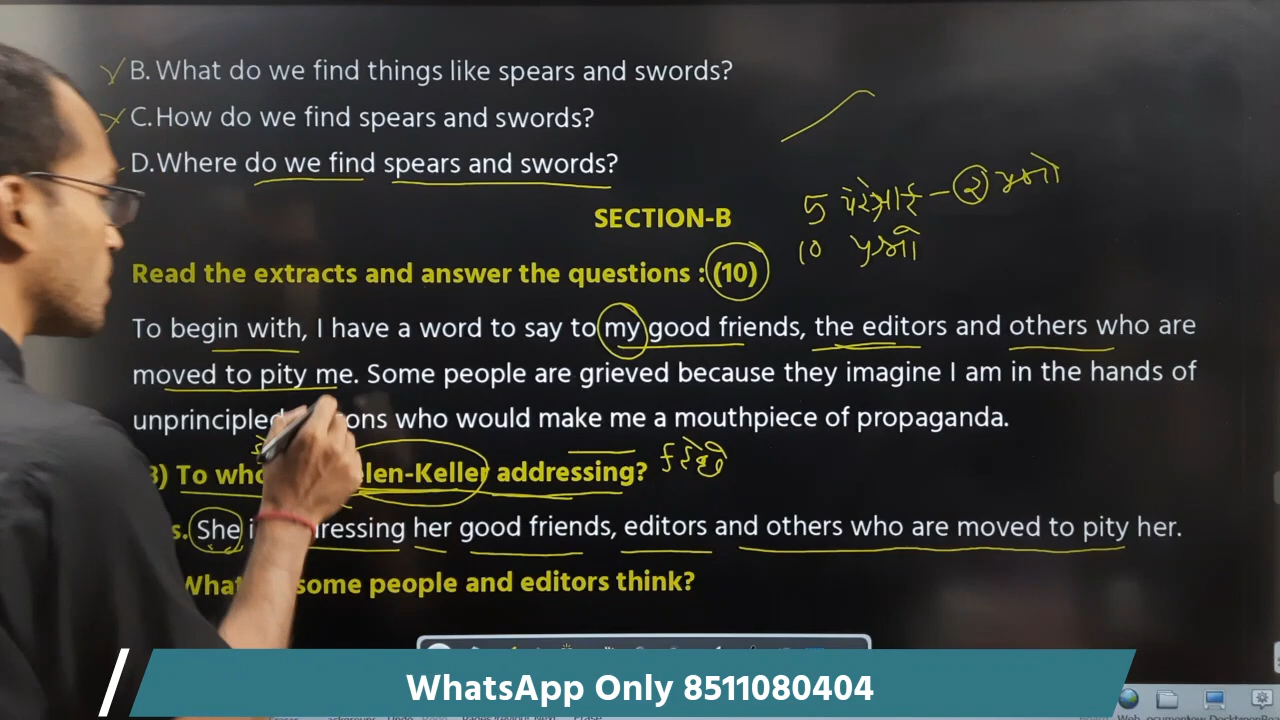 B. What do we find things like spears and swords?
C.How do we find spears and swords?
D.Where do we find spears and swords?
SECTION-B
5 - ૨
10
Read the extracts and answer the questions : (10)
To begin with, I have a word to say to my good friends, the editors and others who are
moved to pity me. Some people are grieved because they imagine I am in the hands of
who would make me a mouthpiece of propaganda.
To addressing?
She her good friends, editors and others who are moved to pity her.
some people and editors think?
WhatsApp Only 8511080404